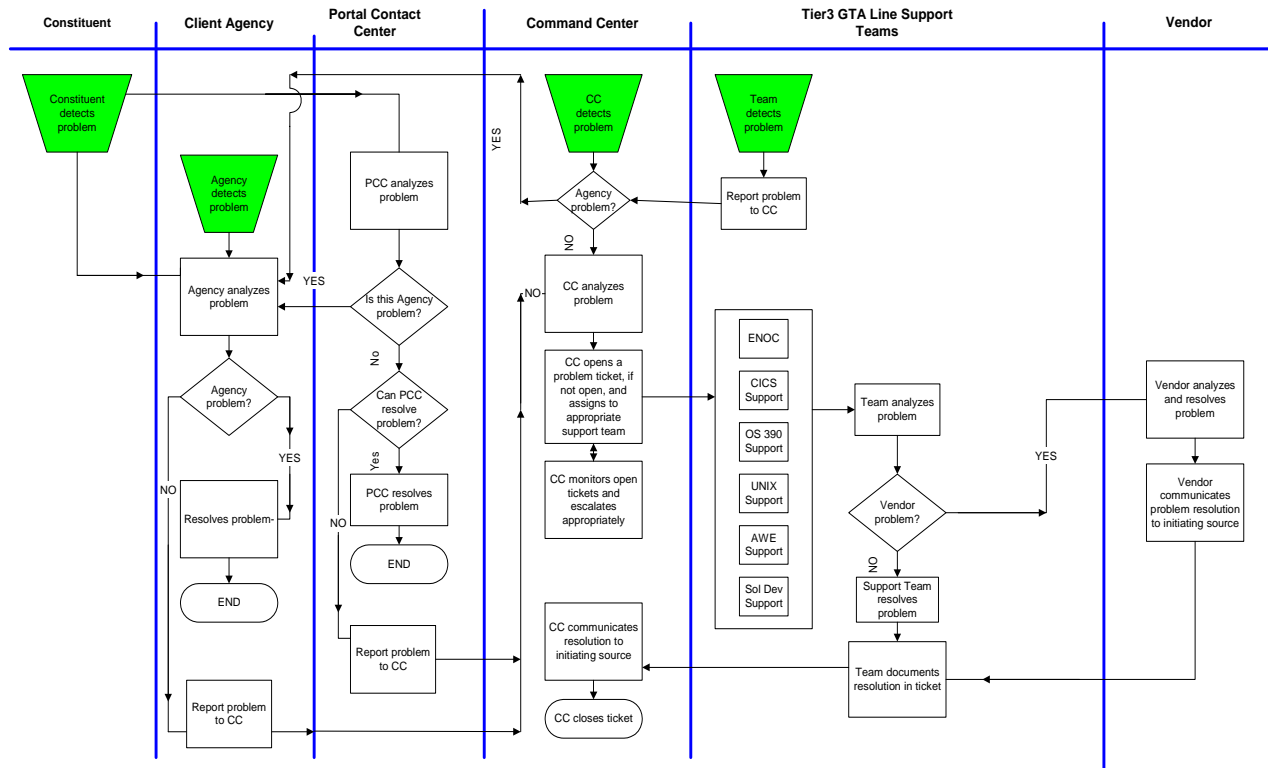 Constituent
Client Agency
Portal Contact
Center
Command Center
Tier3 GTA Line Support
Teams
Vendor
Constituent
detects
problem
Agency
detects
problem
Agency analyzes
problem
Agency
problem?
YES
NO
Resolves problem-
END
Report problem
to CC
PCC analyzes
problem
YES
Is this Agency
problem?
No
Can PCC
resolve
problem?
Yes
NO
PCC resolves
problem
END
Report problem
to CC
YES
CC
detects
problem
Agency
problem?
NO
NO-
CC analyzes
problem
CC opens a
problem ticket, if
not open, and
assigns to
appropriate
support team
CC monitors open
tickets and
escalates
appropriately
CC communicates
resolution to
initiating source
CC closes ticket
Team
detects
problem
Report problem
to CC
ENOC
CICS
Support
OS 390
Support
UNIX
Support
AWE
Support
Sol Dev
Support
Team analyzes
problem
Vendor
problem?
YES
NO
Support Team
resolves
problem
Team documents
resolution in ticket
Vendor analyzes
and resolves
problem
Vendor
communicates
problem resolution
to initiating source